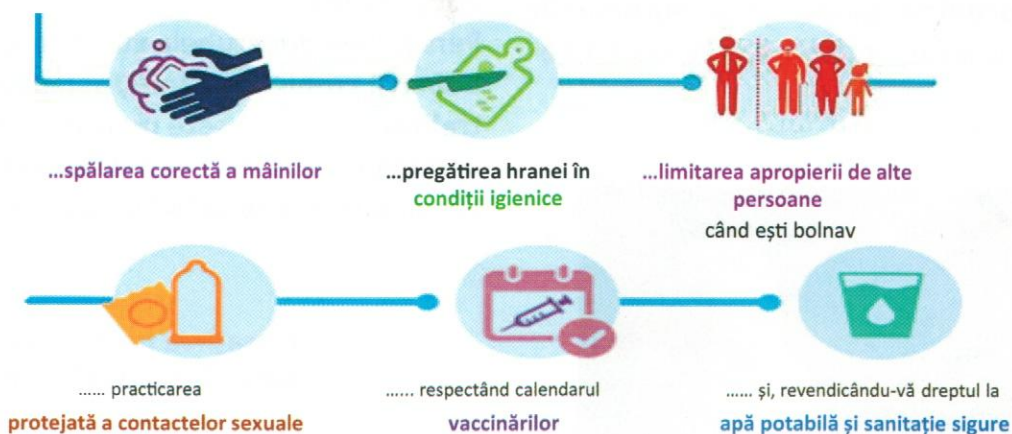 ...spălarea corectă a mâinilor
...pregătirea hranei în
condiții igienice
...limitarea apropierii de alte
persoane
când ești bolnav
...... practicarea
protejată a contactelor sexuale
...... respectând calendarul
vaccinărilor
...... și, revendicându-vă dreptul la
apă potabilă și sanitație sigure